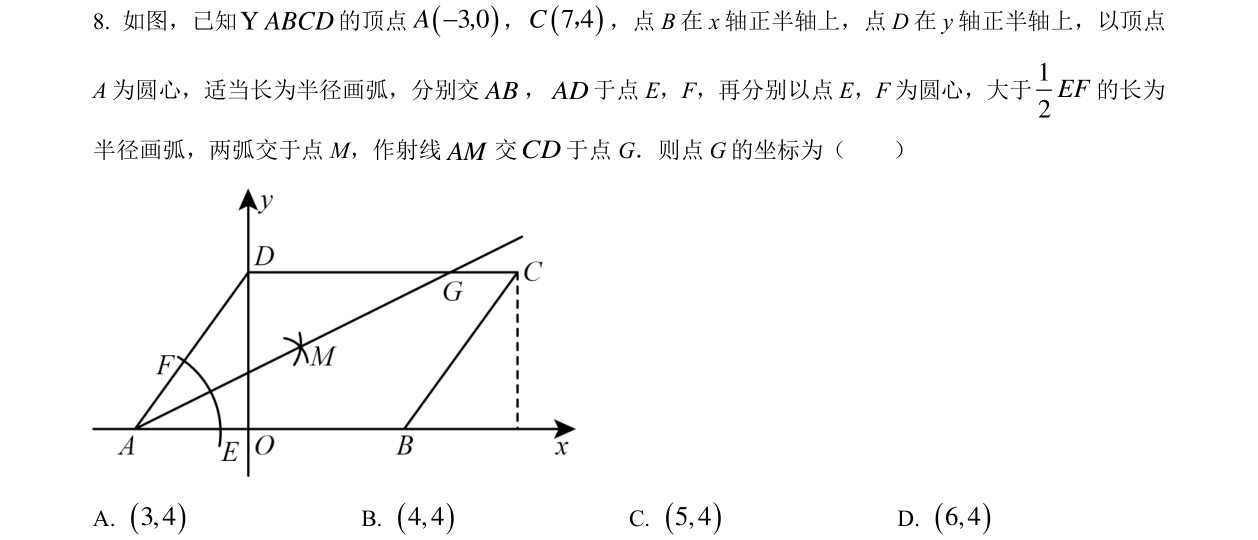 8. 如图，已知Y ABCD的顶点A(−3,0)，C(7,4)，点B在x轴正半轴上，点D在y轴正半轴上，以顶点
A为圆心，适当长为半径画弧，分别交AB，AD于点E，F，再分别以点E，F为圆心，大于1/2 EF的长为
半径画弧，两弧交于点M，作射线AM交CD于点G．则点G的坐标为（  ）
y
D
C
G
F
M
A
E
O
B
x
A. (3,4) B. (4,4) C. (5,4) D. (6,4)